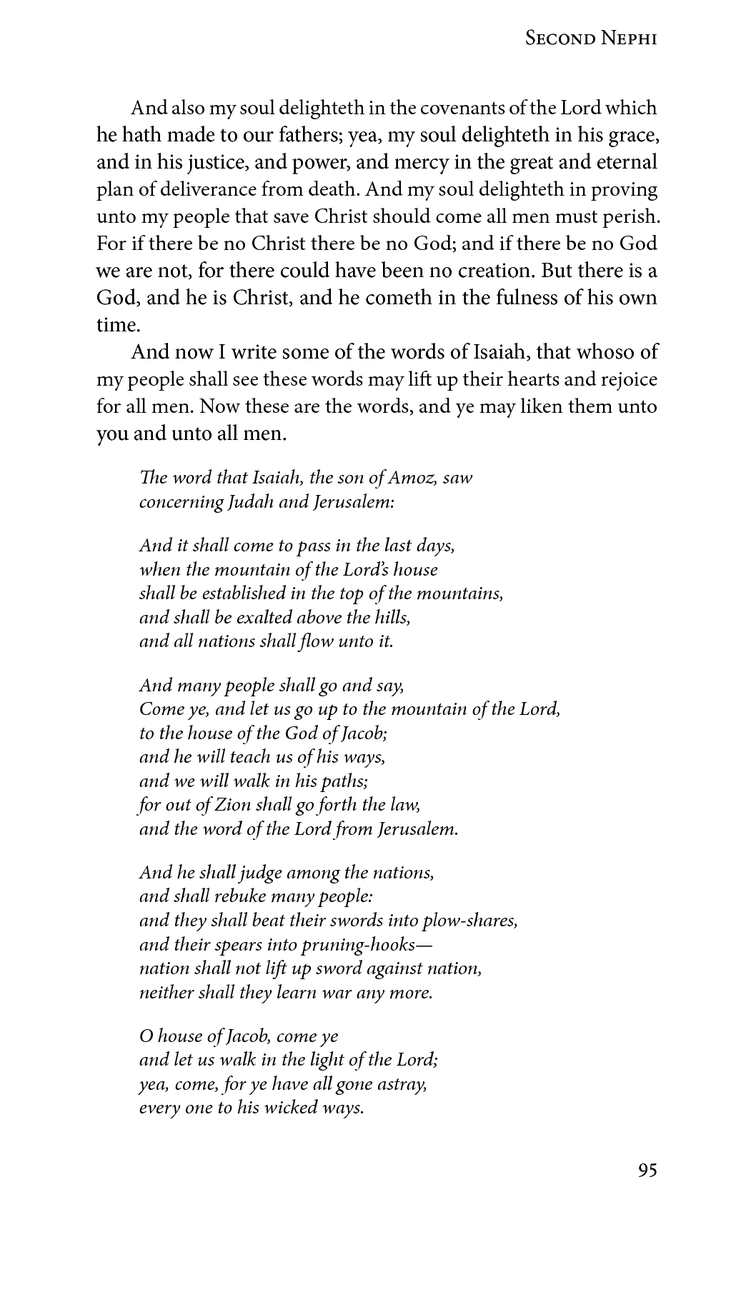 Second Nephi
And also my soul delighteth in the covenants of the Lord which
he hath made to our fathers; yea, my soul delighteth in his grace,
and in his justice, and power, and mercy in the great and eternal
plan of deliverance from death. And my soul delighteth in proving
unto my people that save Christ should come all men must perish.
For if there be no Christ there be no God; and if there be no God
we are not, for there could have been no creation. But there is a
God, and he is Christ, and he cometh in the fulness of his own
time.
And now I write some of the words of Isaiah, that whoso of
my people shall see these words may lift up their hearts and rejoice
for all men. Now these are the words, and ye may liken them unto
you and unto all men.
The word that Isaiah, the son of Amoz, saw
concerning Judah and Jerusalem:
And it shall come to pass in the last days,
when the mountain of the Lord’s house
shall be established in the top of the mountains,
and shall be exalted above the hills,
and all nations shall flow unto it.
And many people shall go and say,
Come ye, and let us go up to the mountain of the Lord,
to the house of the God of Jacob;
and he will teach us of his ways,
and we will walk in his paths;
for out of Zion shall go forth the law,
and the word of the Lord from Jerusalem.
And he shall judge among the nations,
and shall rebuke many people:
and they shall beat their swords into plow-shares,
and their spears into pruning-hooks—
nation shall not lift up sword against nation,
neither shall they learn war any more.
O house of Jacob, come ye
and let us walk in the light of the Lord;
yea, come, for ye have all gone astray,
every one to his wicked ways.
95